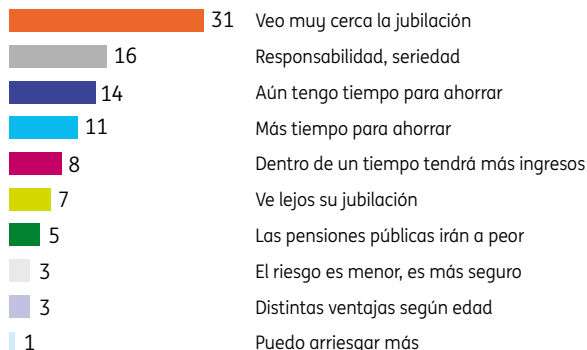 31 Veo muy cerca la jubilación
16 Responsabilidad, seriedad
14 Aún tengo tiempo para ahorrar
11 Más tiempo para ahorrar
8 Dentro de un tiempo tendrá más ingresos
7 Ve lejos su jubilación
5 Las pensiones públicas irán a peor
3 El riesgo es menor, es más seguro
3 Distintas ventajas según edad
1 Puedo arriesgar más